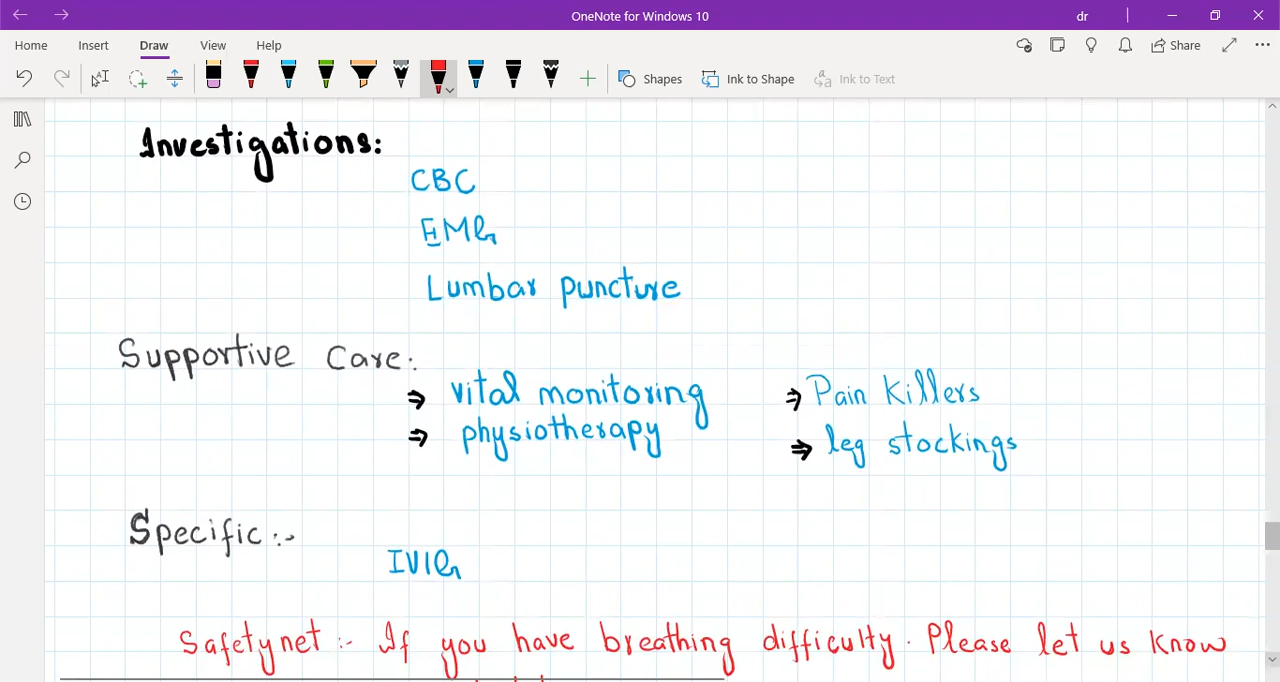 OneNote for Windows 10
dr
Home Insert Draw View Help
Share
Shapes Ink to Shape Ink to Text
Investigations:
CBC
EMG
Lumbar puncture
Supportive Care:
⇒ vital monitoring ⇒ Pain Killers
⇒ physiotherapy ⇒ leg stockings
Specific :-
IVIG
Safetynet :- If you have breathing difficulty. Please let us know